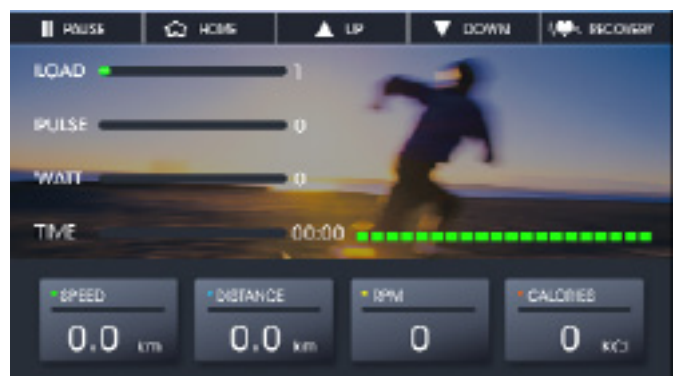 PAUSE HOME UP DOWN RECOVERY
LOAD 1
PULSE 0
WATT 0
TIME 00:00
SPEED DISTANCE RPM CALORIES
0.0 km 0.0 km 0 0